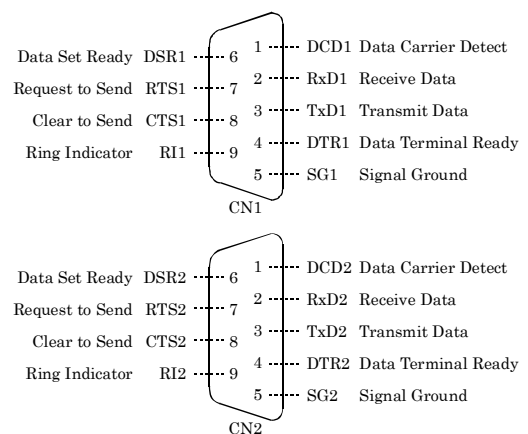 1 DCD1 Data Carrier Detect
Data Set Ready DSR1 6
2 RxD1 Receive Data
Request to Send RTS1 7
3 TxD1 Transmit Data
Clear to Send CTS1 8
4 DTR1 Data Terminal Ready
Ring Indicator RI1 9
5 SG1 Signal Ground
CN1
1 DCD2 Data Carrier Detect
Data Set Ready DSR2 6
2 RxD2 Receive Data
Request to Send RTS2 7
3 TxD2 Transmit Data
Clear to Send CTS2 8
4 DTR2 Data Terminal Ready
Ring Indicator RI2 9
5 SG2 Signal Ground
CN2